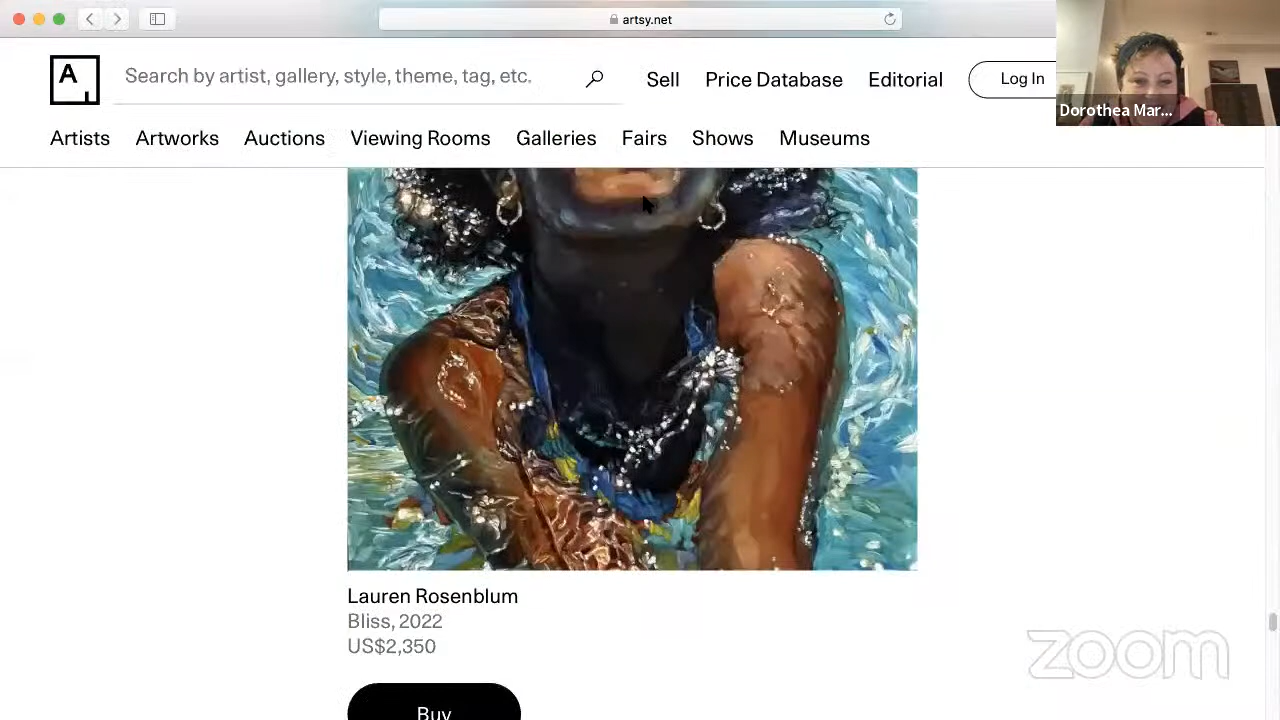 artsy.net
A
Search by artist, gallery, style, theme, tag, etc.
Sell
Price Database
Editorial
Log In
Dorothea Mar...
Artists
Artworks
Auctions
Viewing Rooms
Galleries
Fairs
Shows
Museums
Lauren Rosenblum
Bliss, 2022
US$2,350
Buy
zoom